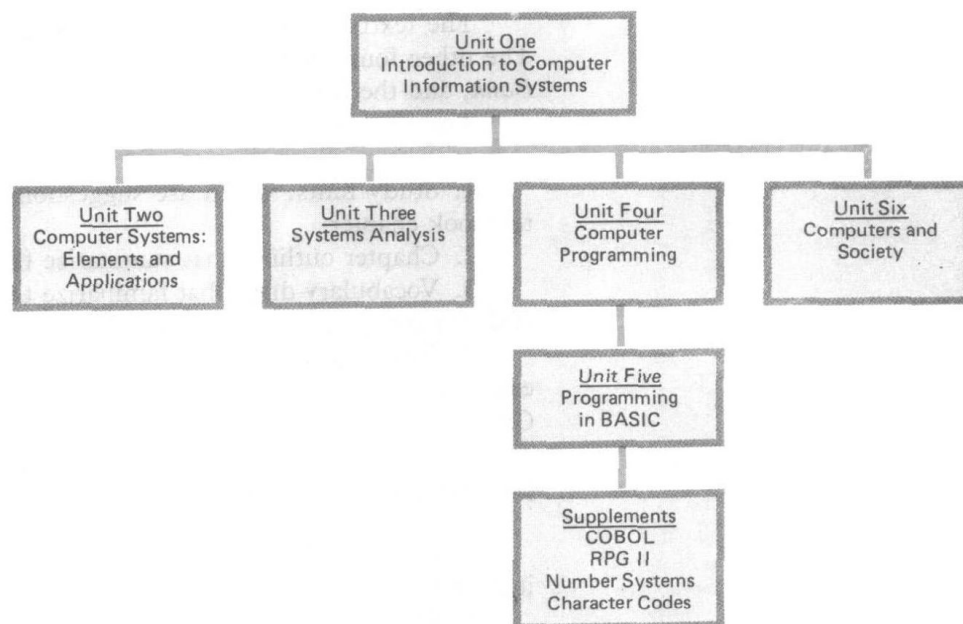 Unit One
Introduction to Computer
Information Systems
Unit Two
Computer Systems:
Elements and
Applications
Unit Three
Systems Analysis
Unit Four
Computer
Programming
Unit Six
Computers and
Society
Unit Five
Programming
in BASIC
Supplements
COBOL
RPG II
Number Systems
Character Codes